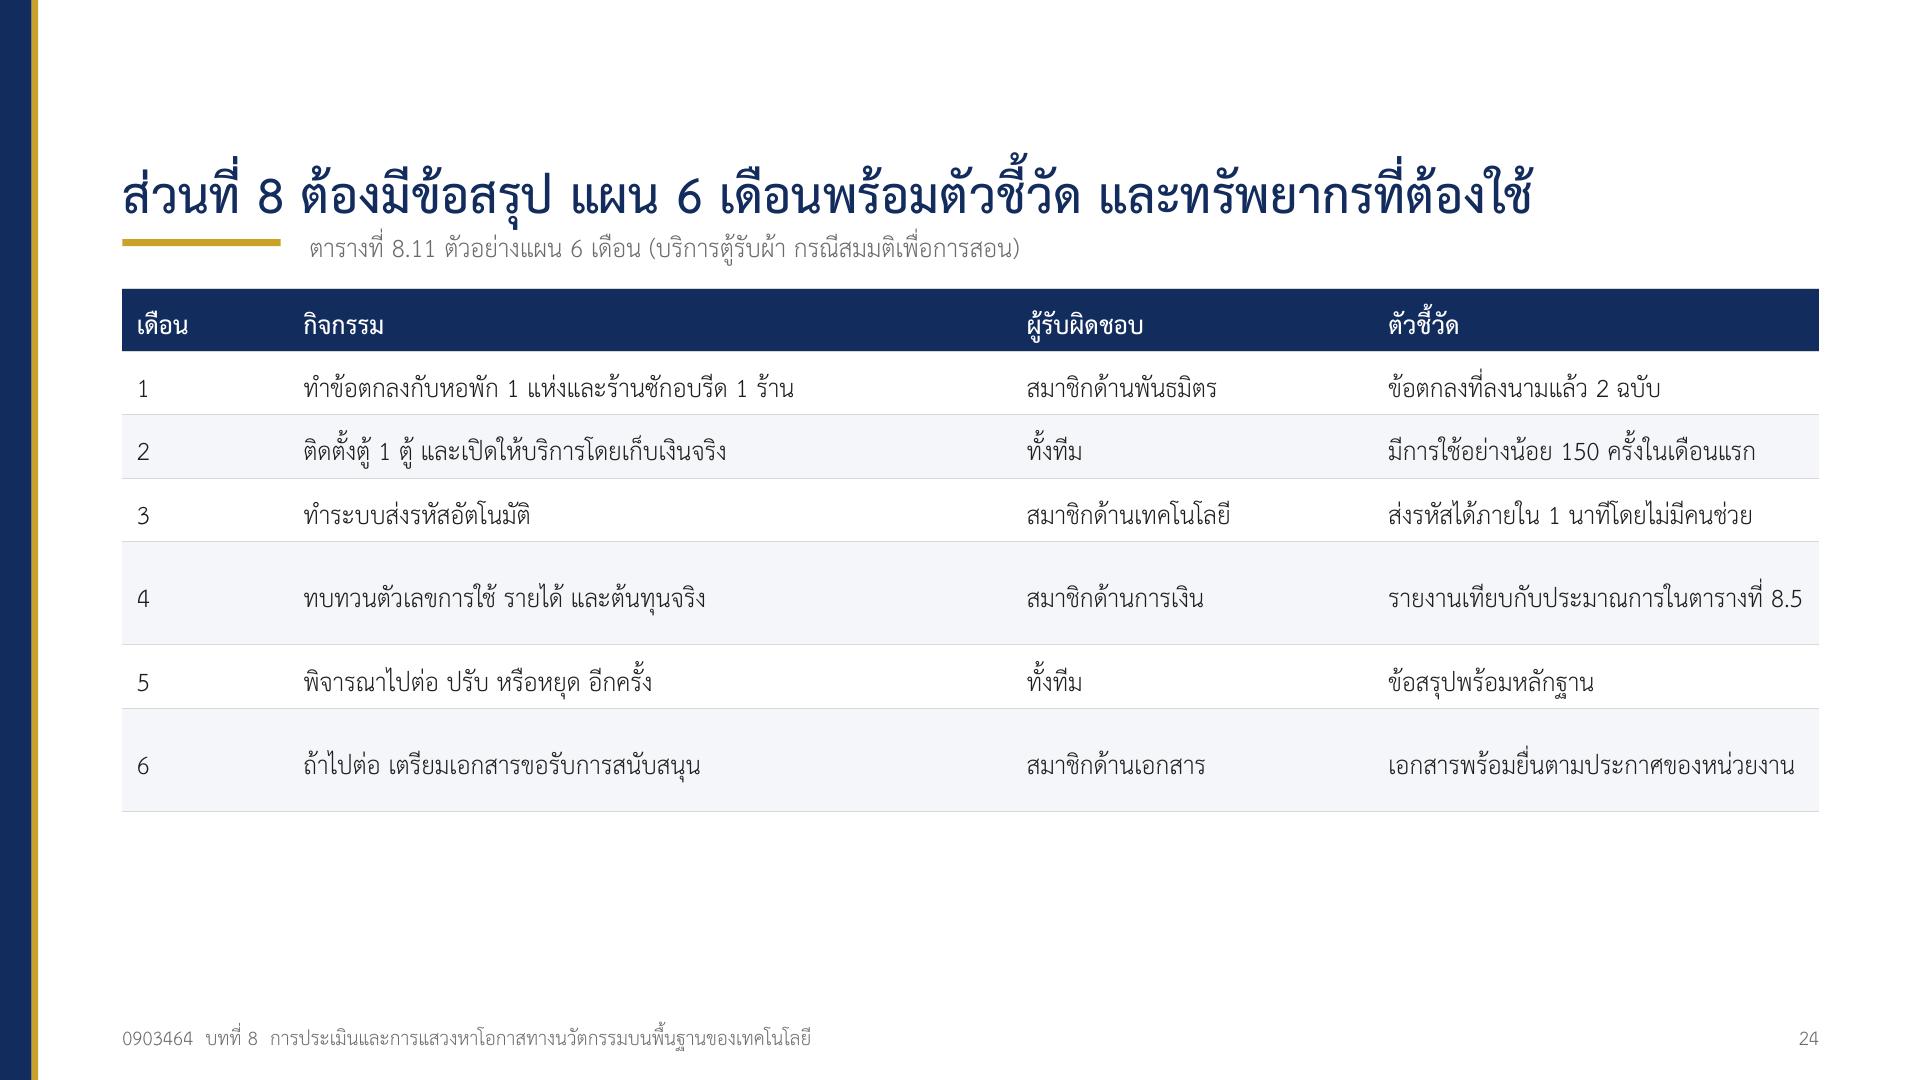 ส่วนที่ 8 ต้องมีข้อสรุป แผน 6 เดือนพร้อมตัวชี้วัด และทรัพยากรที่ต้องใช้
ตารางที่ 8.11 ตัวอย่างแผน 6 เดือน (บริการตู้รับผ้า กรณีสมมติเพื่อการสอน)
เดือน กิจกรรม ผู้รับผิดชอบ ตัวชี้วัด
1 ทำข้อตกลงกับหอพัก 1 แห่งและร้านซักอบรีด 1 ร้าน สมาชิกด้านพันธมิตร ข้อตกลงที่ลงนามแล้ว 2 ฉบับ
2 ติดตั้งตู้ 1 ตู้ และเปิดให้บริการโดยเก็บเงินจริง ทั้งทีม มีการใช้อย่างน้อย 150 ครั้งในเดือนแรก
3 ทำระบบส่งรหัสอัตโนมัติ สมาชิกด้านเทคโนโลยี ส่งรหัสได้ภายใน 1 นาทีโดยไม่มีคนช่วย
4 ทบทวนตัวเลขการใช้ รายได้ และต้นทุนจริง สมาชิกด้านการเงิน รายงานเทียบกับประมาณการในตารางที่ 8.5
5 พิจารณาไปต่อ ปรับ หรือหยุด อีกครั้ง ทั้งทีม ข้อสรุปพร้อมหลักฐาน
6 ถ้าไปต่อ เตรียมเอกสารขอรับการสนับสนุน สมาชิกด้านเอกสาร เอกสารพร้อมยื่นตามประกาศของหน่วยงาน
0903464 บทที่ 8 การประเมินและการแสวงหาโอกาสทางนวัตกรรมบนพื้นฐานของเทคโนโลยี 24